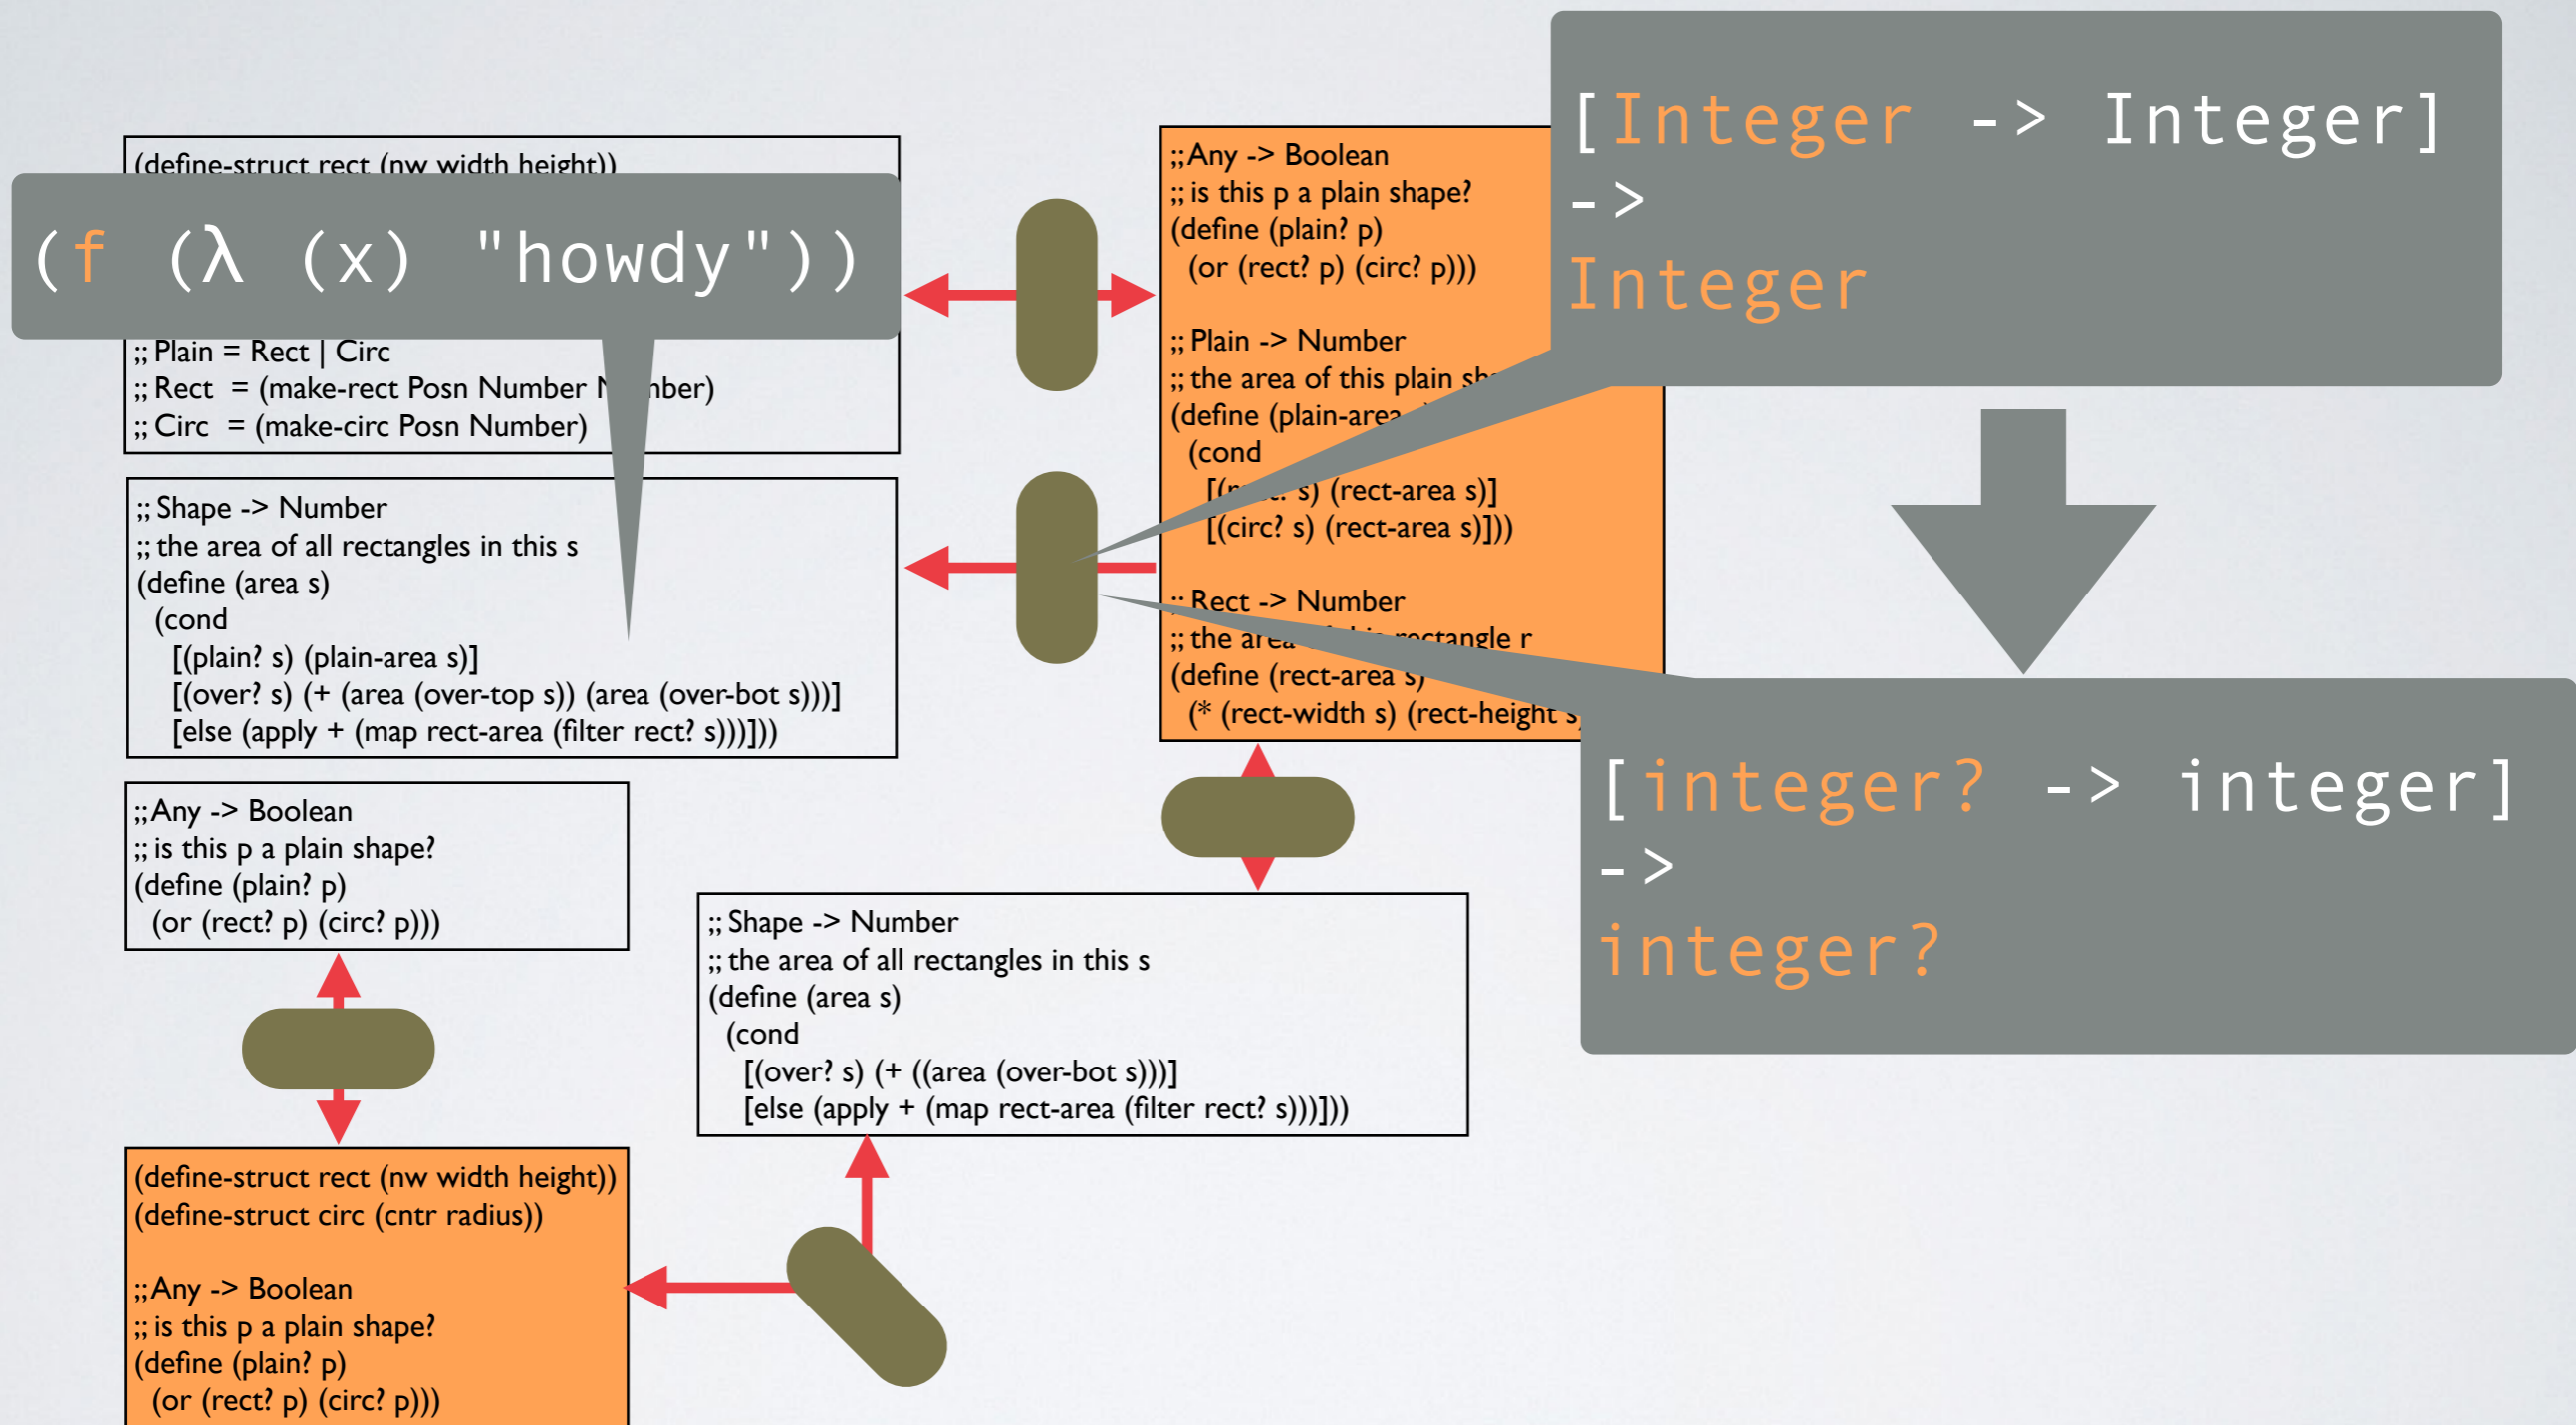 (define-struct rect (nw width height))
(f (λ (x) "howdy"))
;; Plain = Rect | Circ
;; Rect = (make-rect Posn Number Number)
;; Circ = (make-circ Posn Number)
;; Shape -> Number
;; the area of all rectangles in this s
(define (area s)
(cond
[(plain? s) (plain-area s)]
[(over? s) (+ (area (over-top s)) (area (over-bot s)))]
[else (apply + (map rect-area (filter rect? s)))]))
;; Any -> Boolean
;; is this p a plain shape?
(define (plain? p)
(or (rect? p) (circ? p)))
(define-struct rect (nw width height))
(define-struct circ (cntr radius))
;; Any -> Boolean
;; is this p a plain shape?
(define (plain? p)
(or (rect? p) (circ? p)))
;; Shape -> Number
;; the area of all rectangles in this s
(define (area s)
(cond
[(over? s) (+ ((area (over-bot s)))]
[else (apply + (map rect-area (filter rect? s)))]))
;; Any -> Boolean
;; is this p a plain shape?
(define (plain? p)
(or (rect? p) (circ? p)))
;; Plain -> Number
;; the area of this plain
(define (plain-area
(cond
[(rect? s) (rect-area s)]
[(circ? s) (rect-area s)]))
;; Rect -> Number
;; the area of this rectangle r
(define (rect-area s)
(* (rect-width s) (rect-height s)
[Integer -> Integer]
->
Integer
[integer? -> integer]
->
integer?